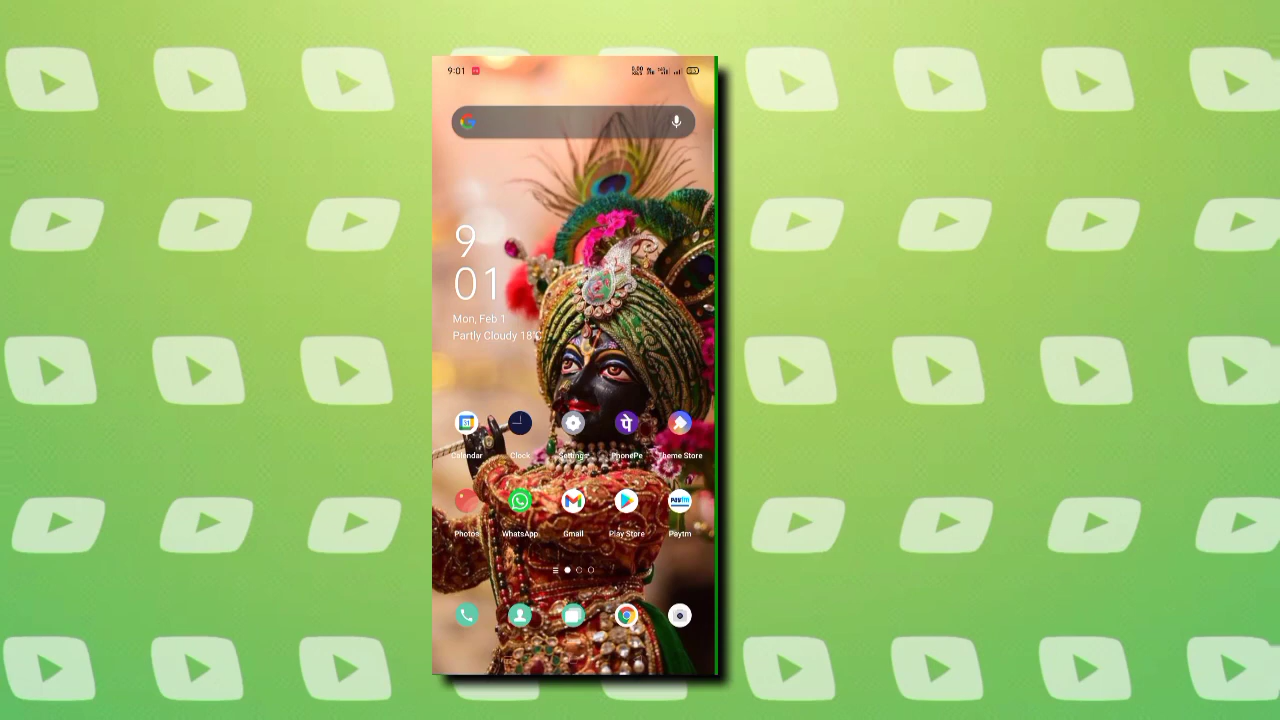 9:01
9
01
Mon, Feb 1
Partly Cloudy 18°C
Calendar
Clock
Settings
PhonePe
Theme Store
पे
Paytm
Photos
WhatsApp
Gmail
Play Store
Paytm